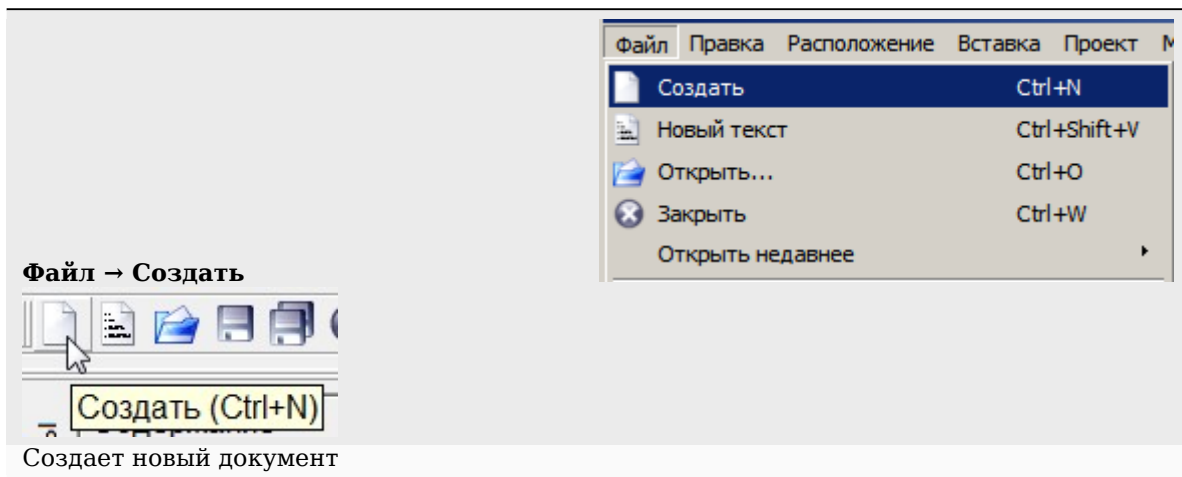 Файл Правка Расположение Вставка Проект
Создать Ctrl+N
Новый текст Ctrl+Shift+V
Открыть... Ctrl+O
Закрыть Ctrl+W
Открыть недавнее
Файл → Создать
Создать (Ctrl+N)
Создает новый документ